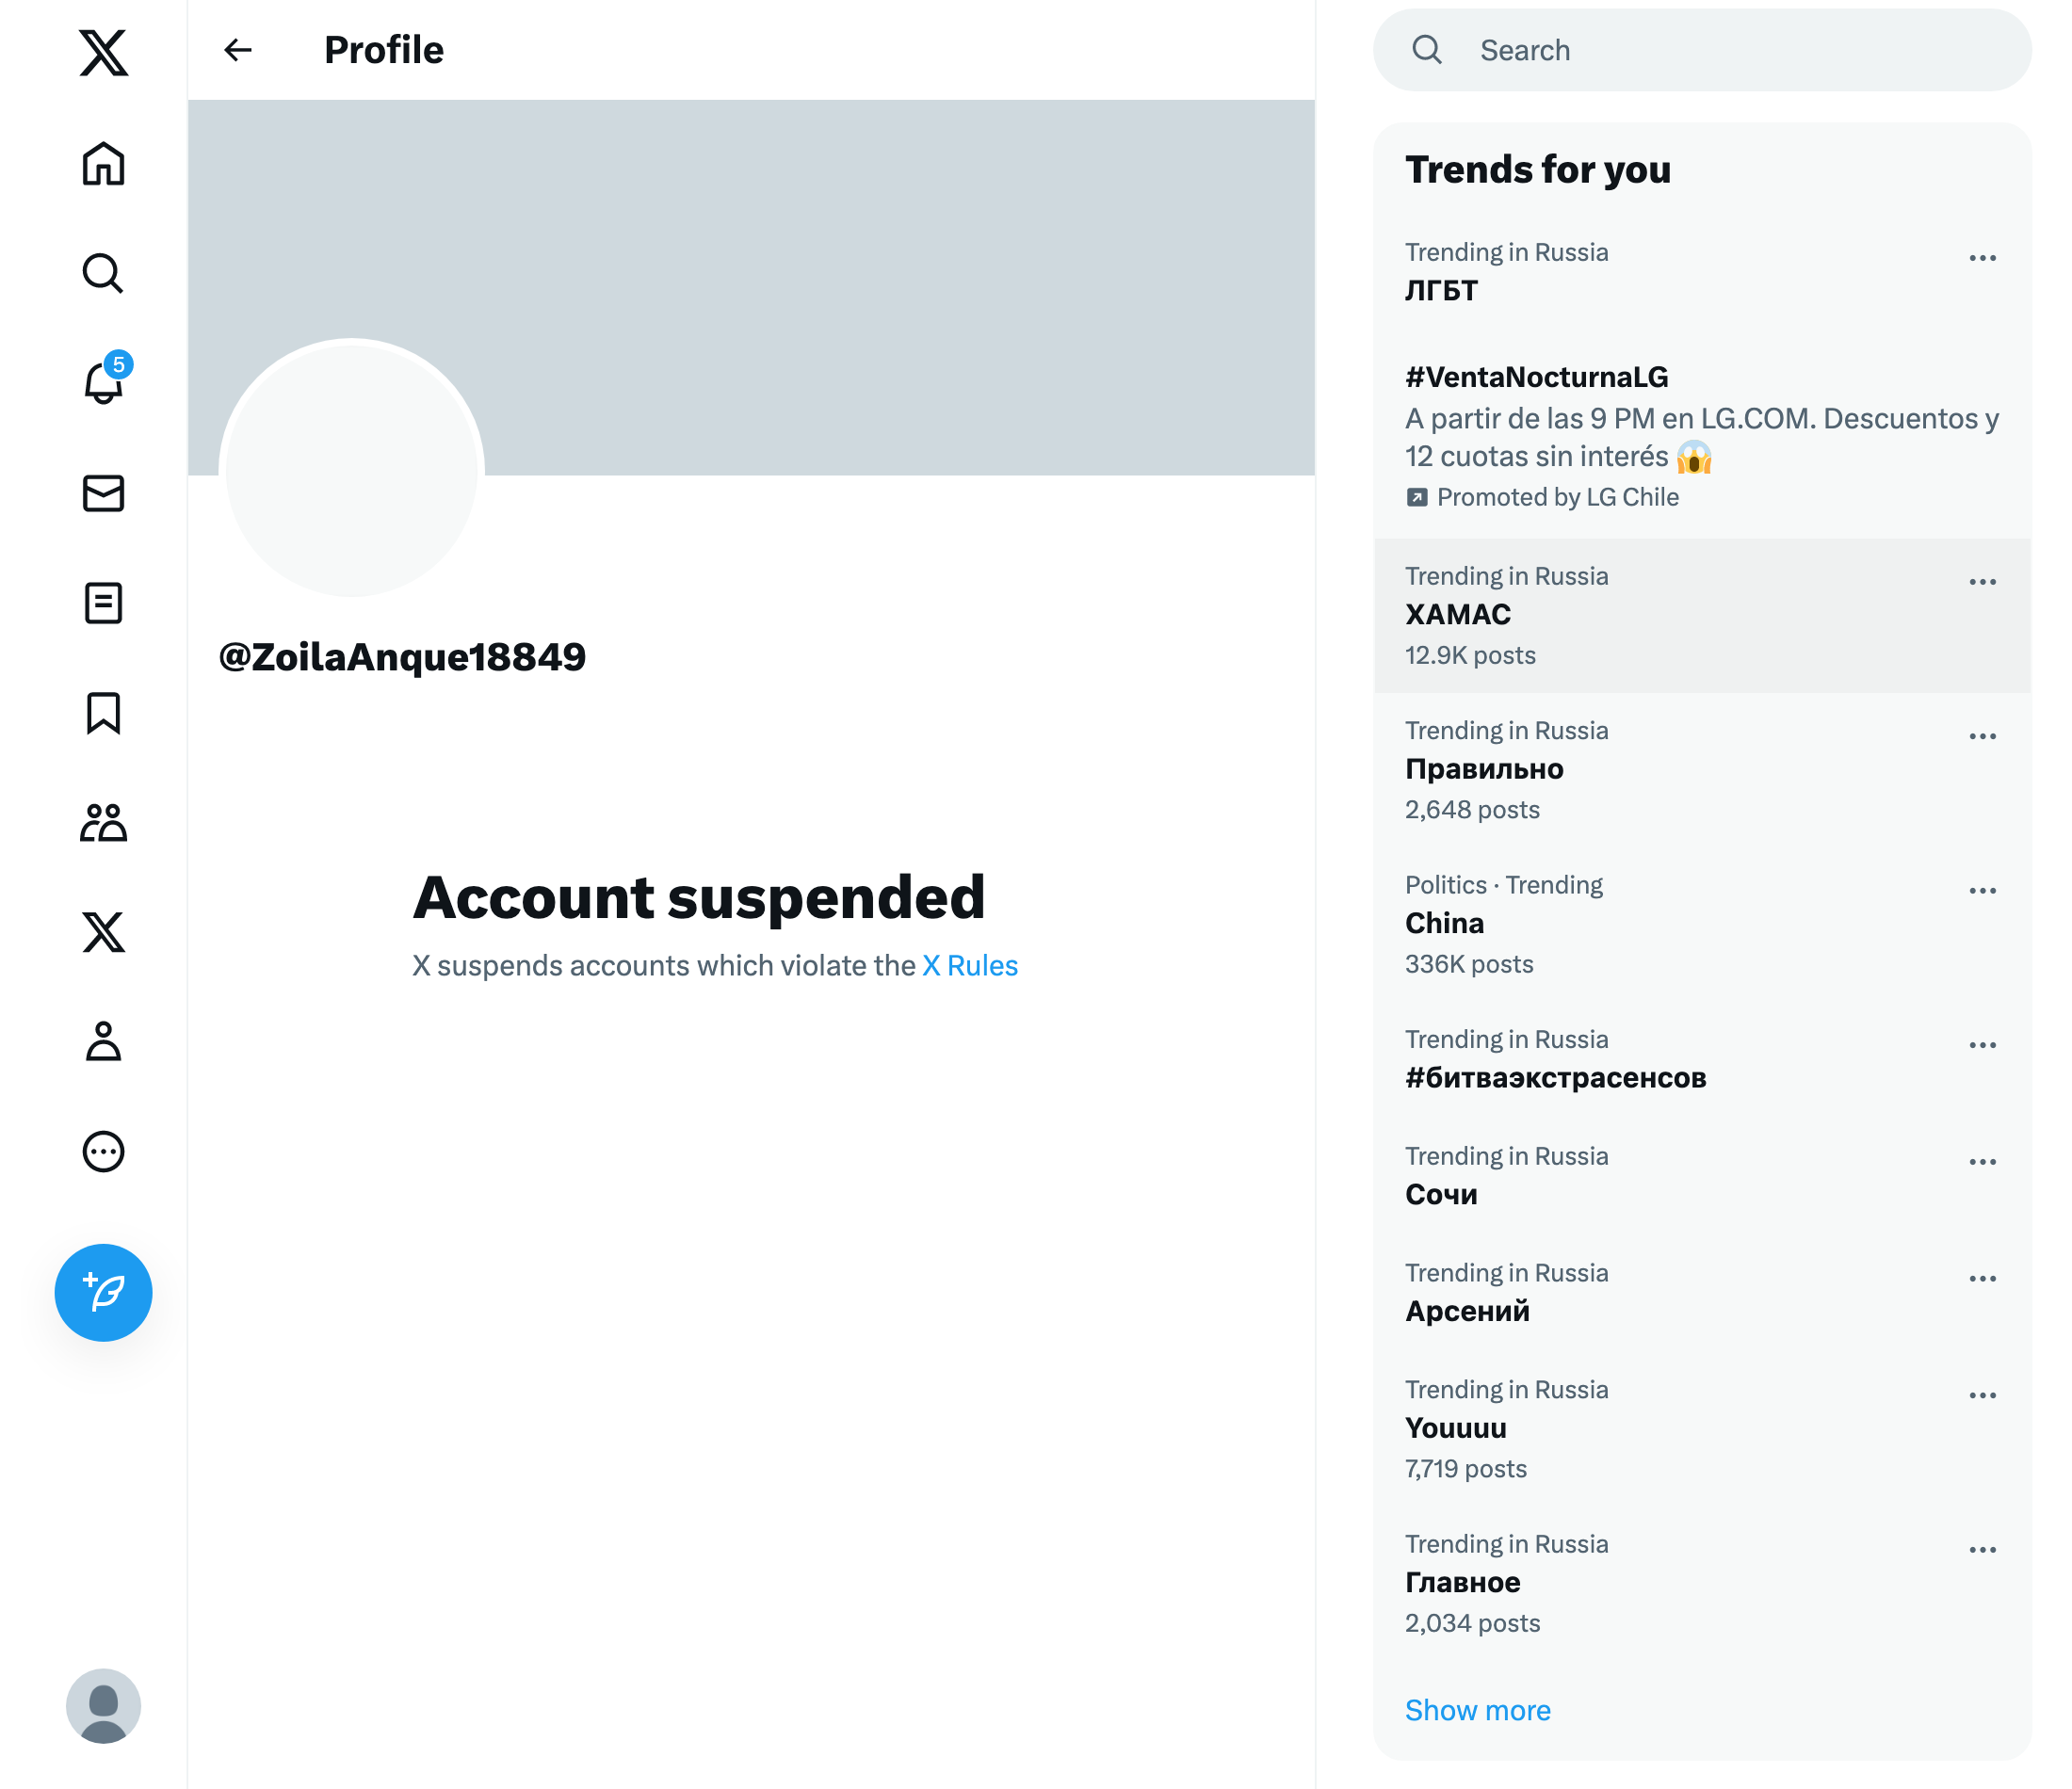 Profile
5
@ZoilaAnque18849
Account suspended
X suspends accounts which violate the X Rules
Search
Trends for you
Trending in Russia
ЛГБТ
#VentaNocturnaLG
A partir de las 9 PM en LG.COM. Descuentos y
12 cuotas sin interés 😱
Promoted by LG Chile
Trending in Russia
ХАМАС
12.9K posts
Trending in Russia
Правильно
2,648 posts
Politics · Trending
China
336K posts
Trending in Russia
#битваэкстрасенсов
Trending in Russia
Сочи
Trending in Russia
Арсений
Trending in Russia
Youuuu
7,719 posts
Trending in Russia
Главное
2,034 posts
Show more